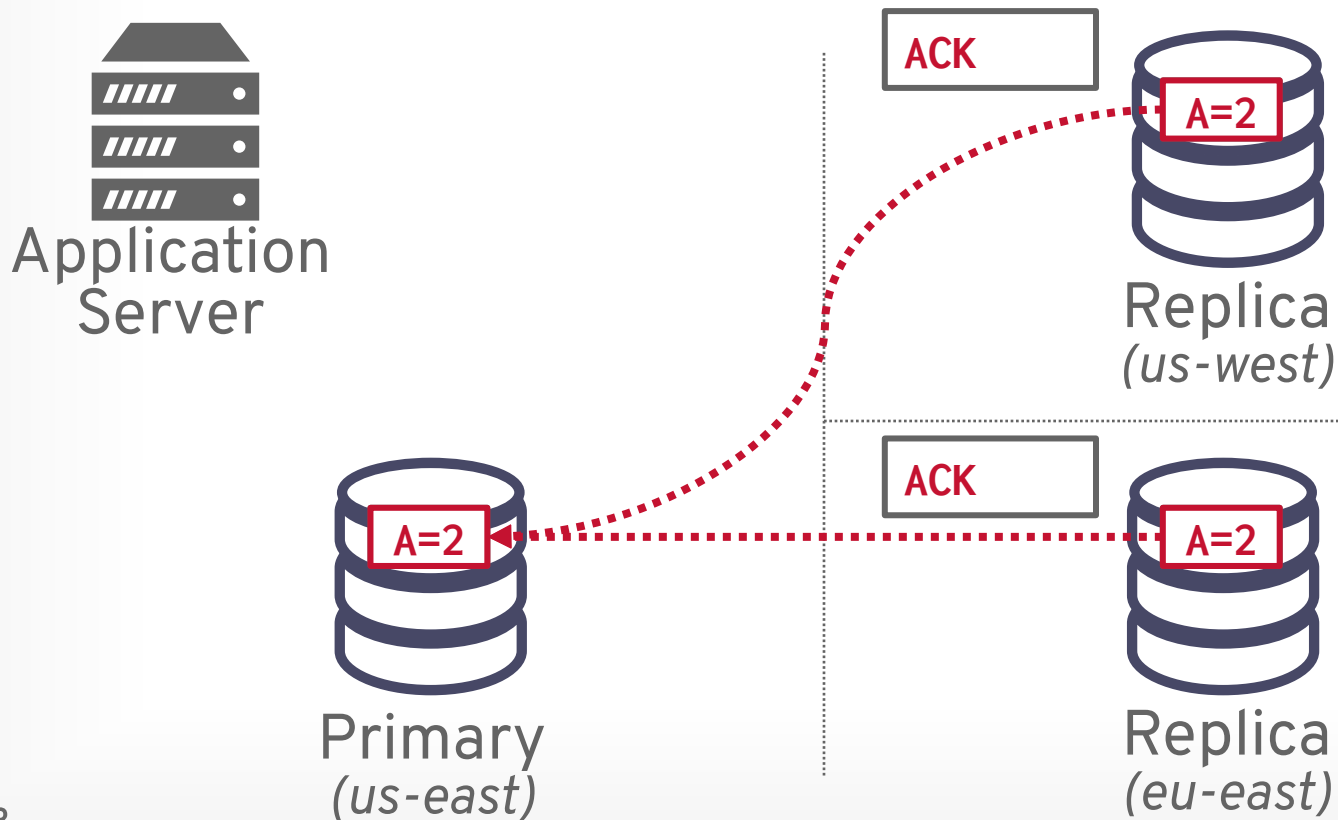 ACK
A=2
Application
Server
Replica
(us-west)
ACK
A=2
A=2
Primary
(us-east)
Replica
(eu-east)